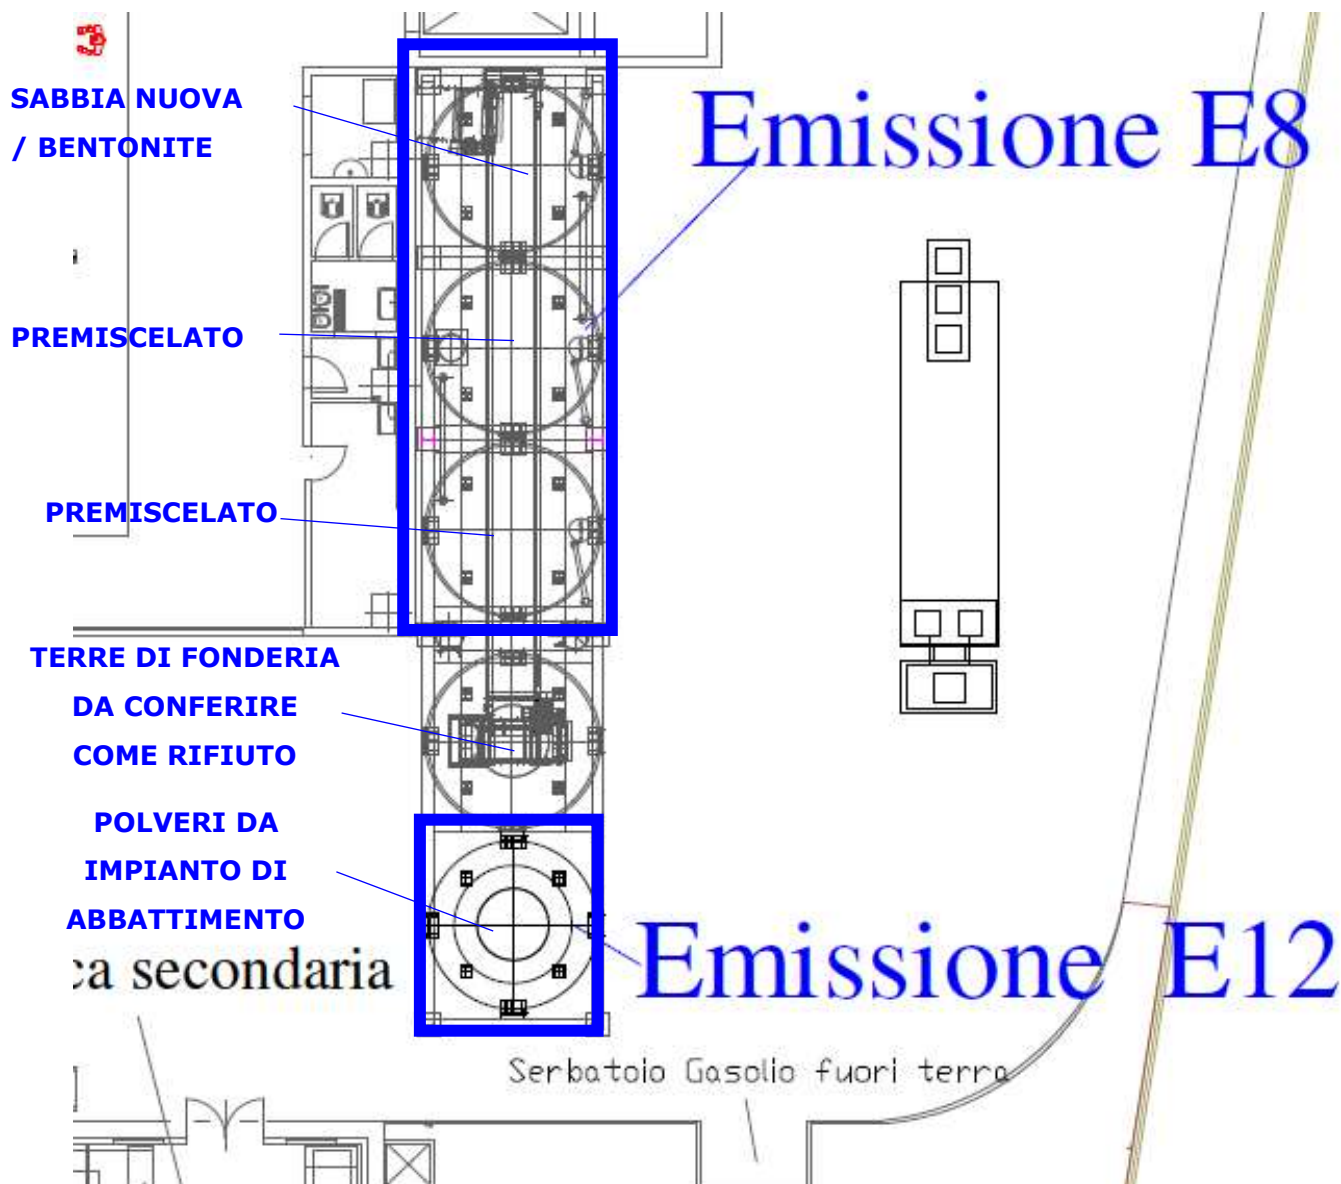 SABBIA NUOVA
/ BENTONITE
Emissione E8
PREMISCELATO
PREMISCELATO
TERRE DI FONDERIA
DA CONFERIRE
COME RIFIUTO
POLVERI DA
IMPIANTO DI
ABBATTIMENTO
ca secondaria
Emissione E12
Serbatoio Gasolio fuori terra